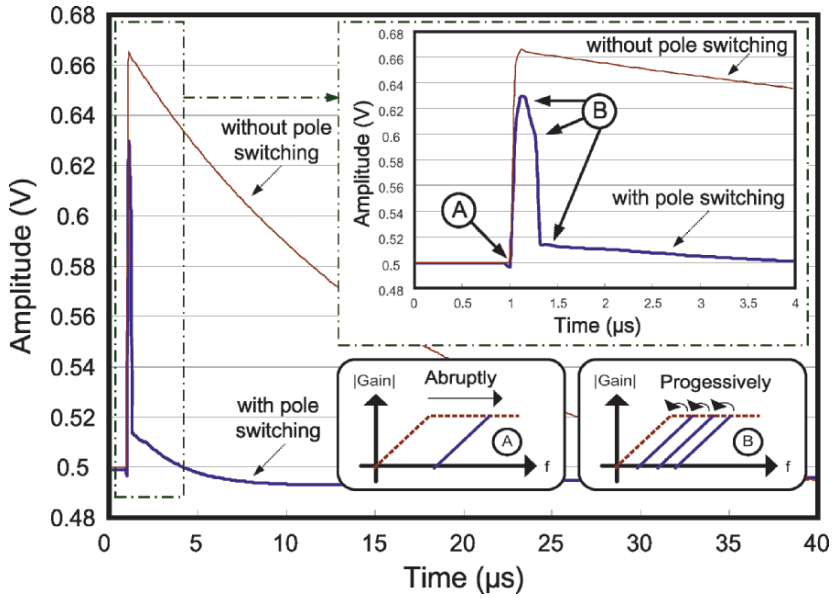 Amplitude (V)
0.68
0.66
0.64
0.62
0.6
0.58
0.56
0.54
0.52
0.5
0.48
0
5
10
15
20
25
30
35
40
Time (µs)
without pole
switching
with pole
switching
Amplitude (V)
0.68
0.66
0.64
0.62
0.6
0.58
0.56
0.54
0.52
0.5
0.48
0
0.5
1
1.5
2
2.5
3
3.5
4
Time (µs)
without pole switching
B
A
with pole switching
|Gain|
Abruptly
A
f
|Gain|
Progessively
B
f